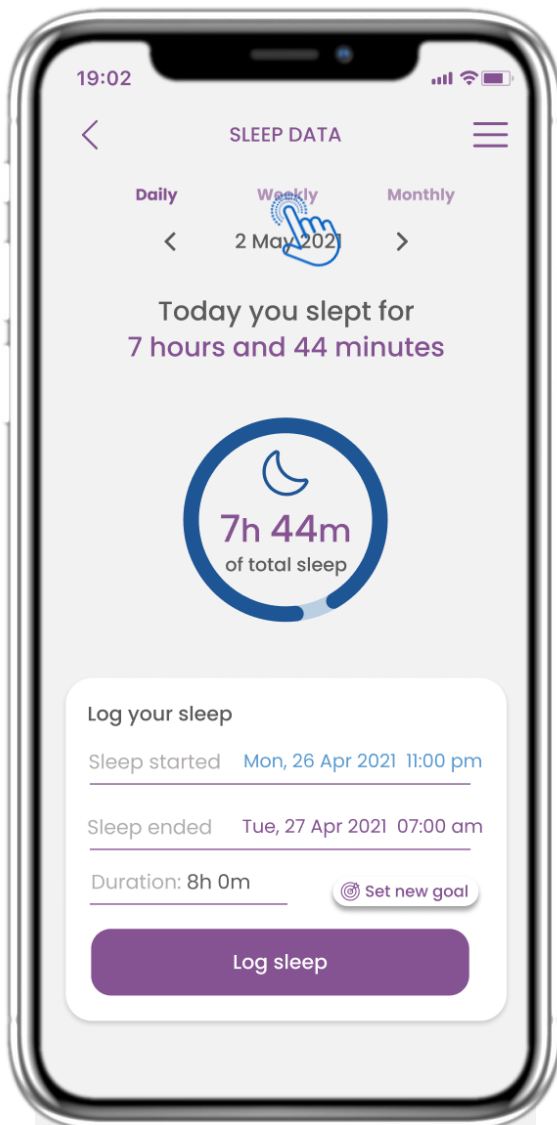 19:02
SLEEP DATA
Daily Weekly Monthly
2 May 2021
Today you slept for
7 hours and 44 minutes
7h 44m
of total sleep
Log your sleep
Sleep started Mon, 26 Apr 2021 11:00 pm
Sleep ended Tue, 27 Apr 2021 07:00 am
Duration: 8h 0m
Set new goal
Log sleep